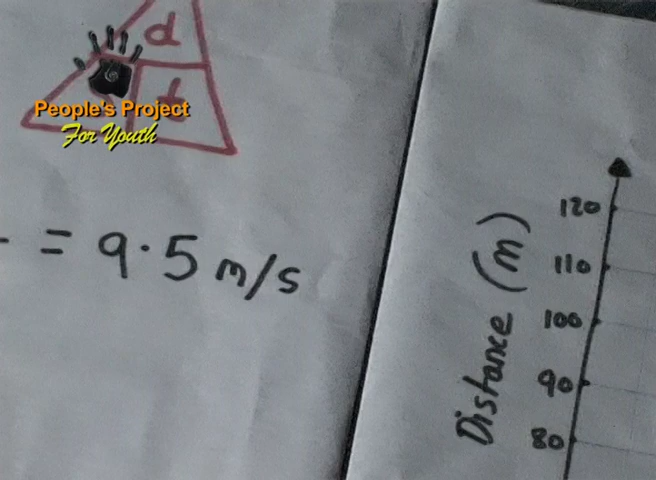 d
t
People's Project
For Youth
= 9.5 m/s
Distance (m)
120
110
100
90
80